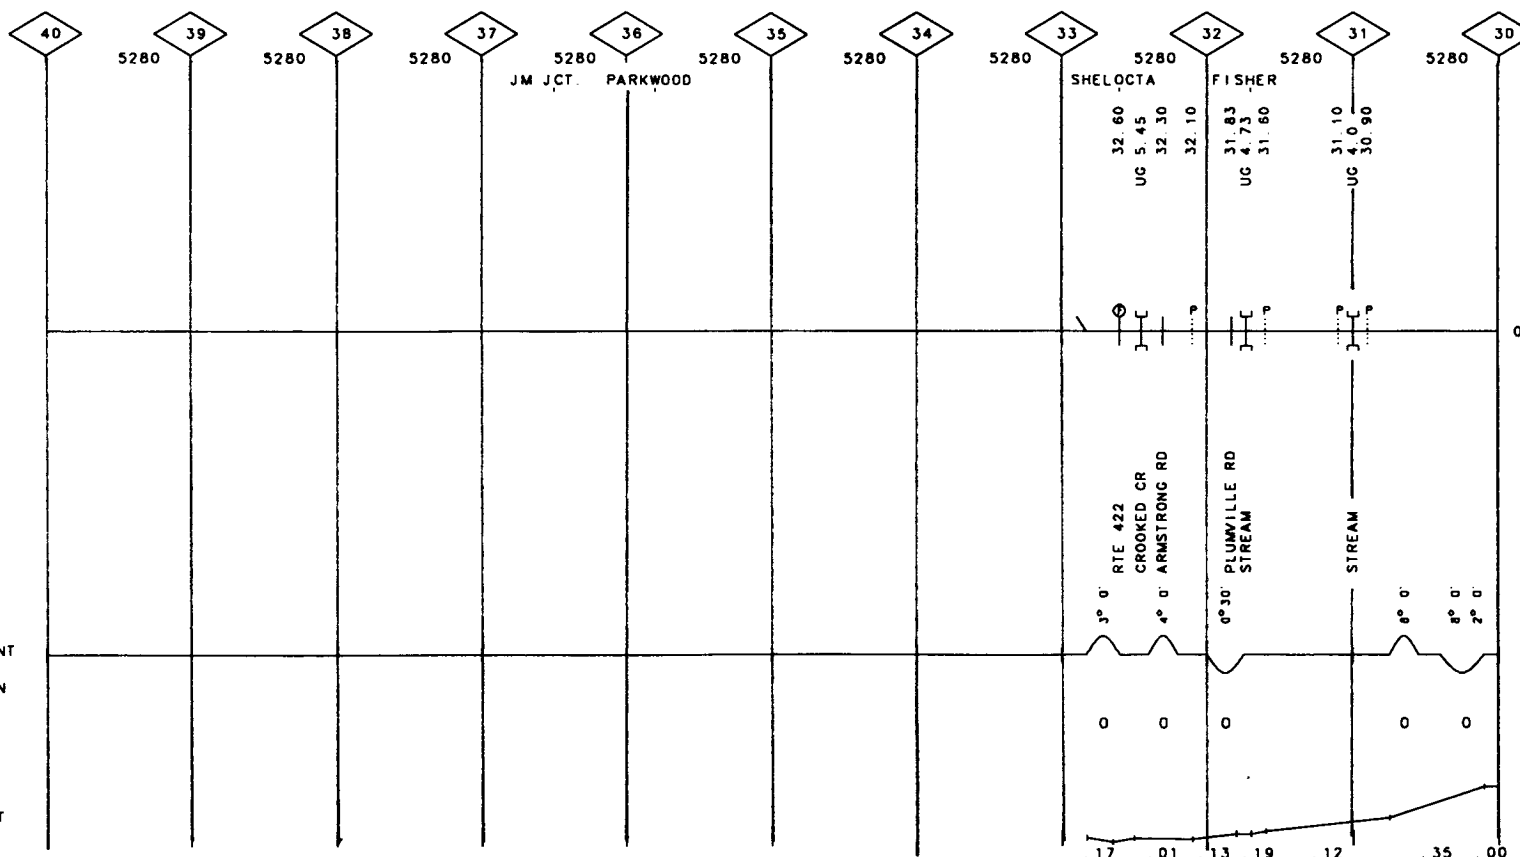 40 39 38 37 36 35 34 33 32 31 30
5280 5280 5280 5280 5280 5280 5280 5280 5280 5280
JM JCT. PARKWOOD SHELOCTA FISHER
32.60
UG 5.45
32.30
32.10
31.83
UG 4.73
31.60
31.10
UG 4.0
30.90
P P P P P
0
RTE 422
CROOKED CR
ARMSTRONG RD
PLUMVILLE RD
STREAM
STREAM
3° 0'
4° 0'
0° 30'
8° 0'
2° 0'
NT
N
0 0 0 0 0
T
.17 .01 .13 .19 .12 .35 .00